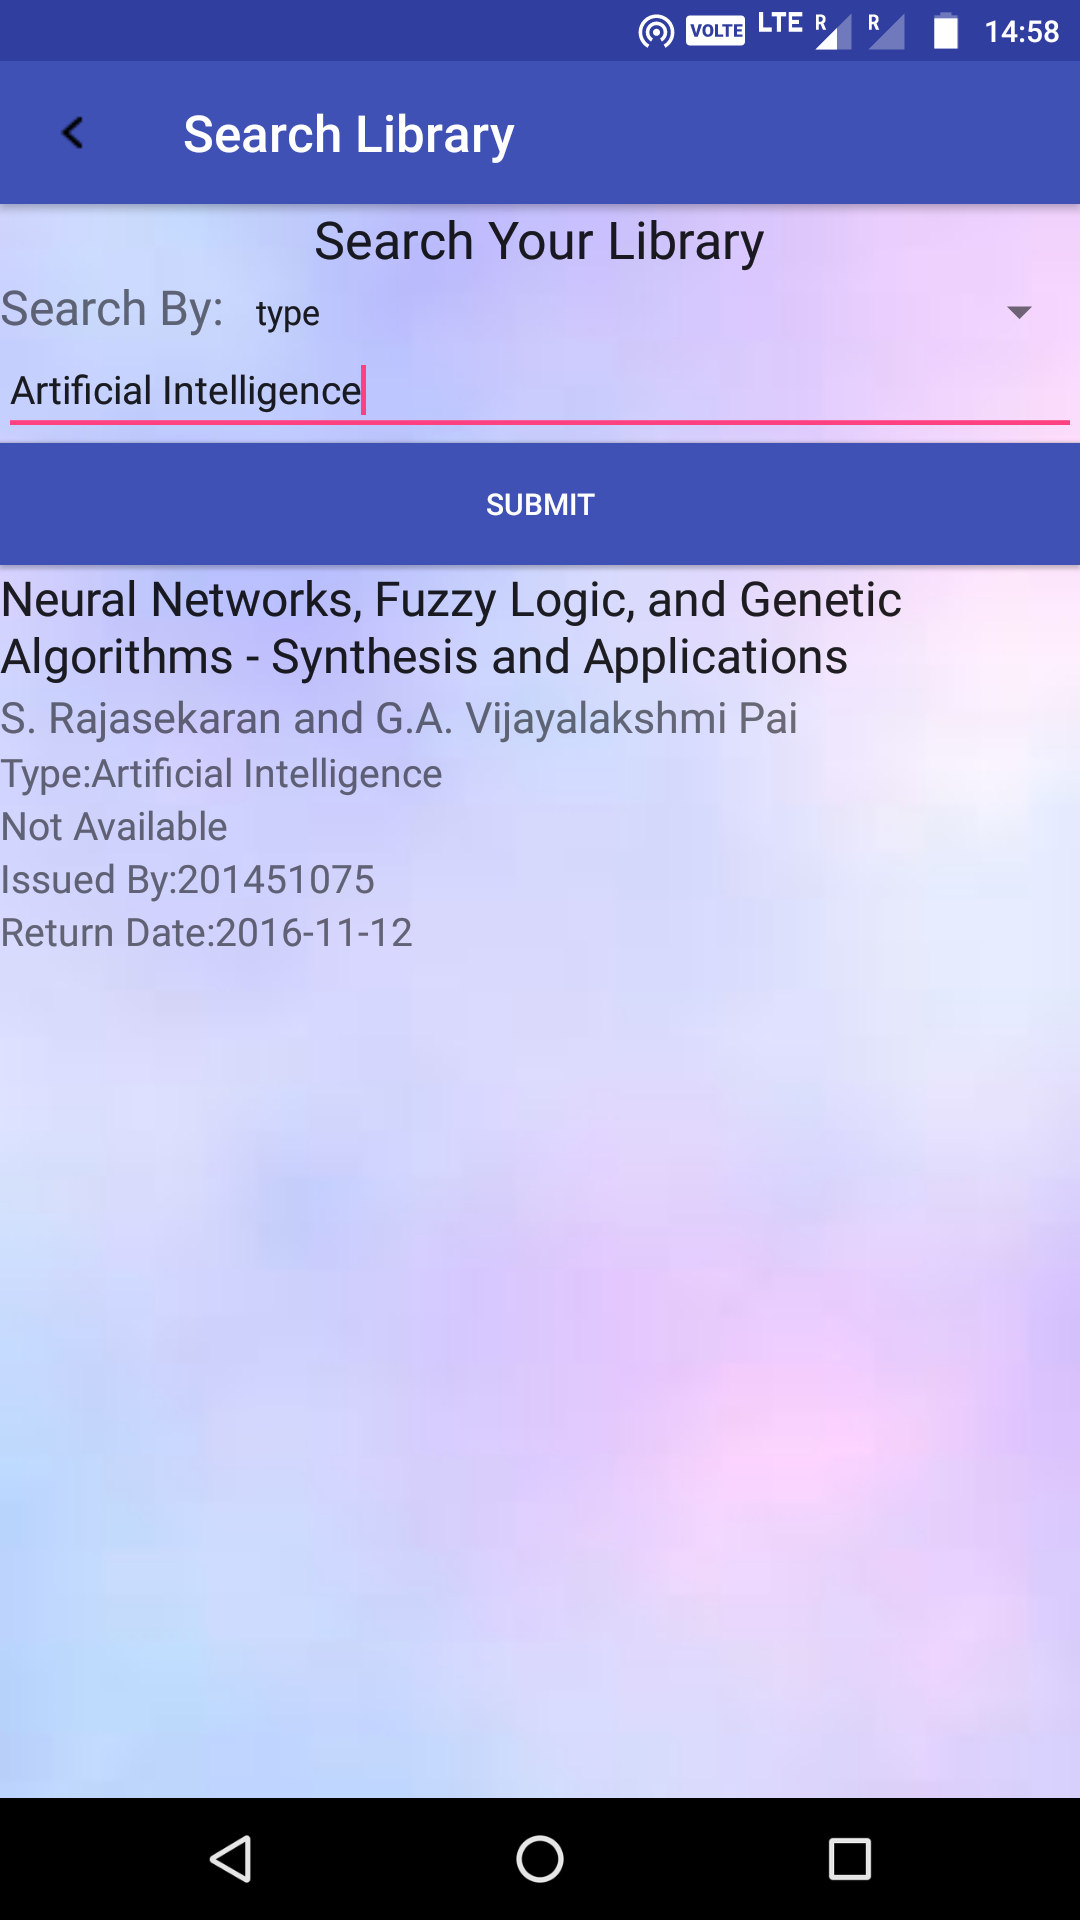 VOLTE LTE R R 14:58
Search Library
Search Your Library
Search By: type
Artificial Intelligence
SUBMIT
Neural Networks, Fuzzy Logic, and Genetic
Algorithms - Synthesis and Applications
S. Rajasekaran and G.A. Vijayalakshmi Pai
Type:Artificial Intelligence
Not Available
Issued By:201451075
Return Date:2016-11-12